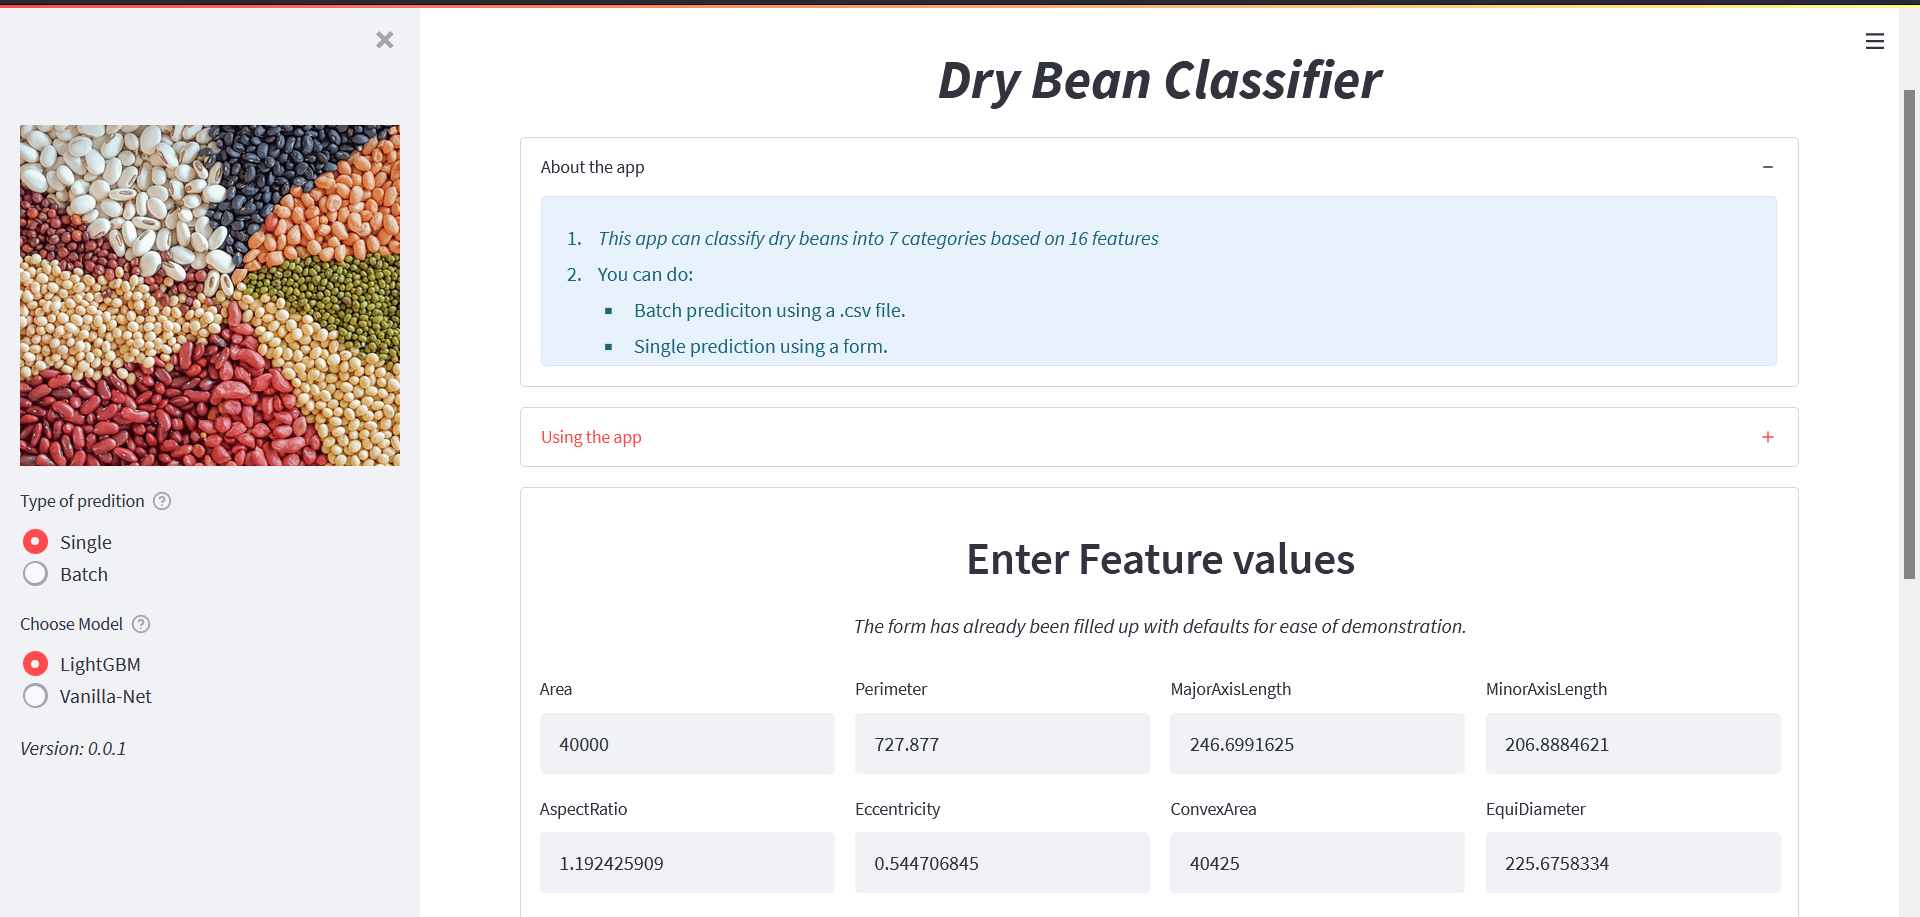 Dry Bean Classifier
About the app
1. This app can classify dry beans into 7 categories based on 16 features
2. You can do:
▪ Batch prediciton using a .csv file.
▪ Single prediction using a form.
Using the app
Type of predition
Single
Batch
Choose Model
LightGBM
Vanilla-Net
Version: 0.0.1
Enter Feature values
The form has already been filled up with defaults for ease of demonstration.
Area Perimeter MajorAxisLength MinorAxisLength
40000 727.877 246.6991625 206.8884621
AspectRatio Eccentricity ConvexArea EquiDiameter
1.192425909 0.544706845 40425 225.6758334